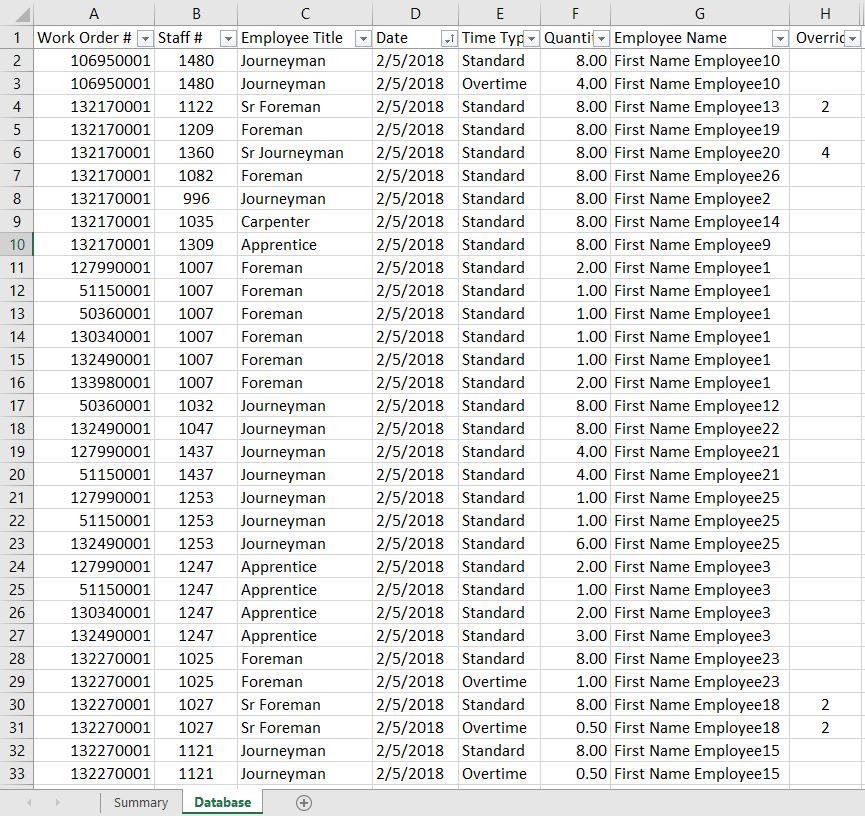 A B C D E F G H
1 Work Order # Staff # Employee Title Date Time Typ Quanti Employee Name Overric
2 106950001 1480 Journeyman 2/5/2018 Standard 8.00 First Name Employee10
3 106950001 1480 Journeyman 2/5/2018 Overtime 4.00 First Name Employee10
4 132170001 1122 Sr Foreman 2/5/2018 Standard 8.00 First Name Employee13 2
5 132170001 1209 Foreman 2/5/2018 Standard 8.00 First Name Employee19
6 132170001 1360 Sr Journeyman 2/5/2018 Standard 8.00 First Name Employee20 4
7 132170001 1082 Foreman 2/5/2018 Standard 8.00 First Name Employee26
8 132170001 996 Journeyman 2/5/2018 Standard 8.00 First Name Employee2
9 132170001 1035 Carpenter 2/5/2018 Standard 8.00 First Name Employee14
10 132170001 1309 Apprentice 2/5/2018 Standard 8.00 First Name Employee9
11 127990001 1007 Foreman 2/5/2018 Standard 2.00 First Name Employee1
12 51150001 1007 Foreman 2/5/2018 Standard 1.00 First Name Employee1
13 50360001 1007 Foreman 2/5/2018 Standard 1.00 First Name Employee1
14 130340001 1007 Foreman 2/5/2018 Standard 1.00 First Name Employee1
15 132490001 1007 Foreman 2/5/2018 Standard 1.00 First Name Employee1
16 133980001 1007 Foreman 2/5/2018 Standard 2.00 First Name Employee1
17 50360001 1032 Journeyman 2/5/2018 Standard 8.00 First Name Employee12
18 132490001 1047 Journeyman 2/5/2018 Standard 8.00 First Name Employee22
19 127990001 1437 Journeyman 2/5/2018 Standard 4.00 First Name Employee21
20 51150001 1437 Journeyman 2/5/2018 Standard 4.00 First Name Employee21
21 127990001 1253 Journeyman 2/5/2018 Standard 1.00 First Name Employee25
22 51150001 1253 Journeyman 2/5/2018 Standard 1.00 First Name Employee25
23 132490001 1253 Journeyman 2/5/2018 Standard 6.00 First Name Employee25
24 127990001 1247 Apprentice 2/5/2018 Standard 2.00 First Name Employee3
25 51150001 1247 Apprentice 2/5/2018 Standard 1.00 First Name Employee3
26 130340001 1247 Apprentice 2/5/2018 Standard 2.00 First Name Employee3
27 132490001 1247 Apprentice 2/5/2018 Standard 3.00 First Name Employee3
28 132270001 1025 Foreman 2/5/2018 Standard 8.00 First Name Employee23
29 132270001 1025 Foreman 2/5/2018 Overtime 1.00 First Name Employee23
30 132270001 1027 Sr Foreman 2/5/2018 Standard 8.00 First Name Employee18 2
31 132270001 1027 Sr Foreman 2/5/2018 Overtime 0.50 First Name Employee18 2
32 132270001 1121 Journeyman 2/5/2018 Standard 8.00 First Name Employee15
33 132270001 1121 Journeyman 2/5/2018 Overtime 0.50 First Name Employee15
Summary Database